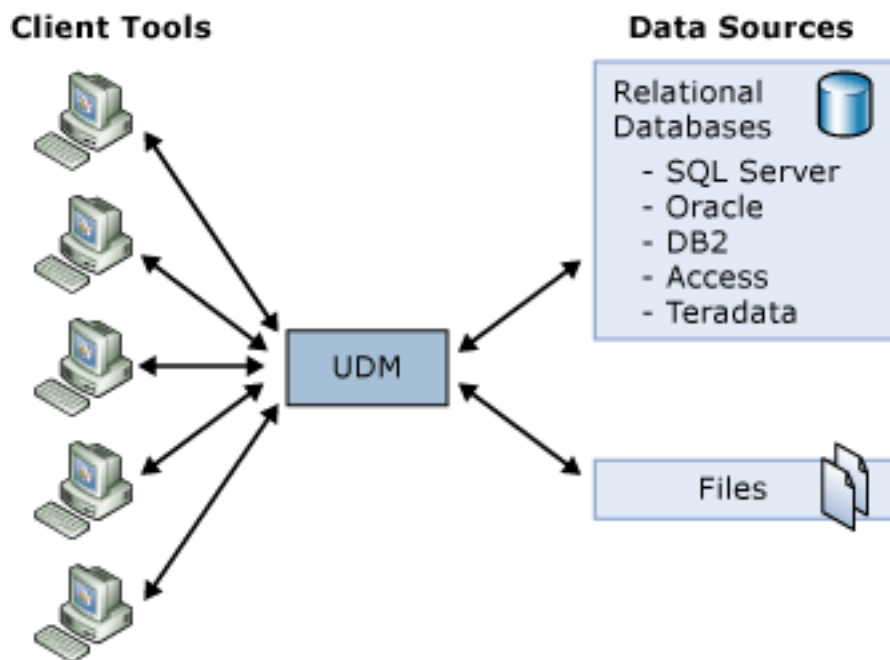 Client Tools
Data Sources
Relational
Databases
- SQL Server
- Oracle
- DB2
- Access
- Teradata
UDM
Files